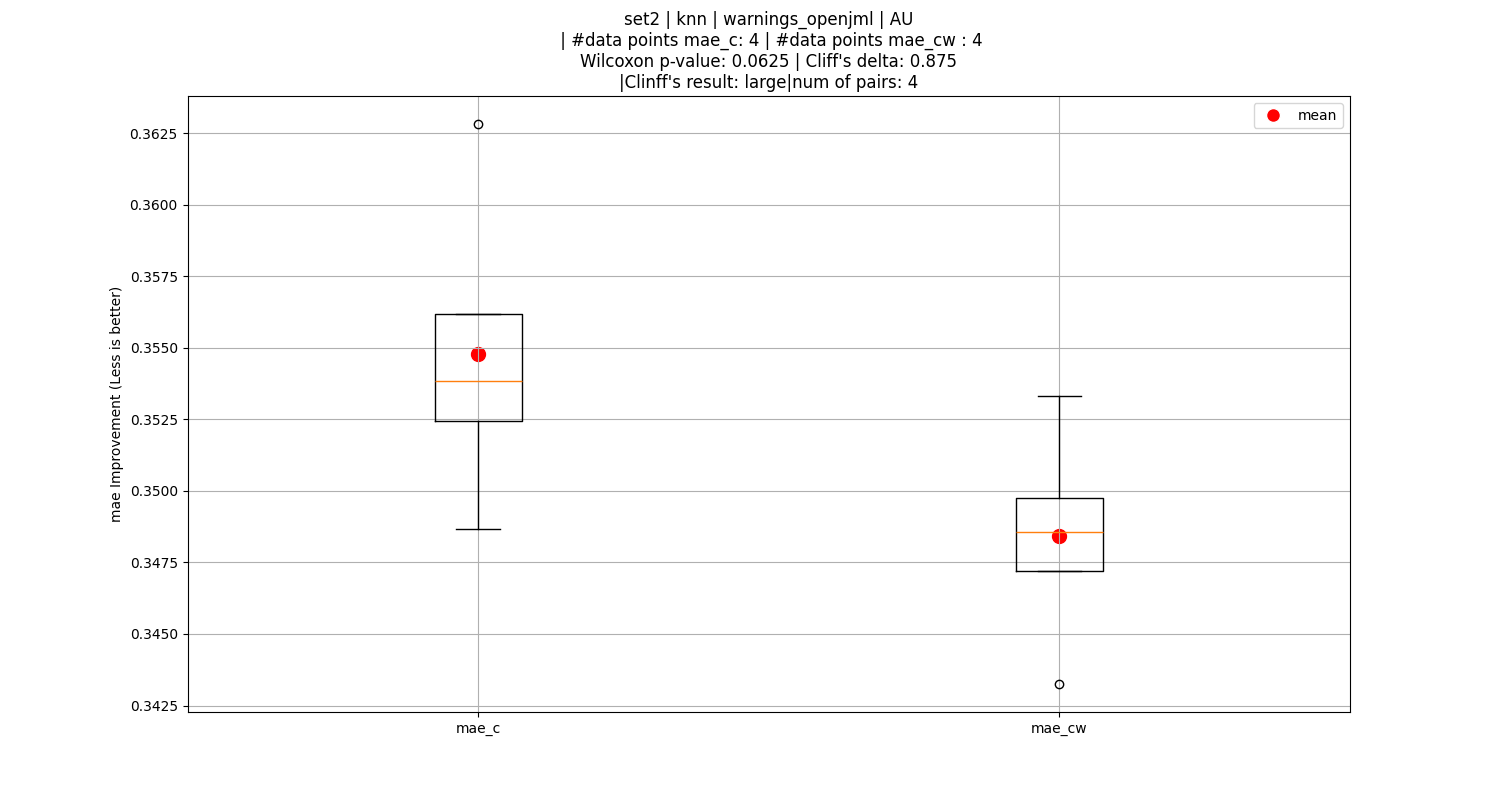 set2 | knn | warnings_openjml | AU
| #data points mae_c: 4 | #data points mae_cw : 4
Wilcoxon p-value: 0.0625 | Cliff's delta: 0.875
|Clinff's result: large|num of pairs: 4
mean
mae Improvement (Less is better)
0.3625
0.3600
0.3575
0.3550
0.3525
0.3500
0.3475
0.3450
0.3425
mae_c
mae_cw